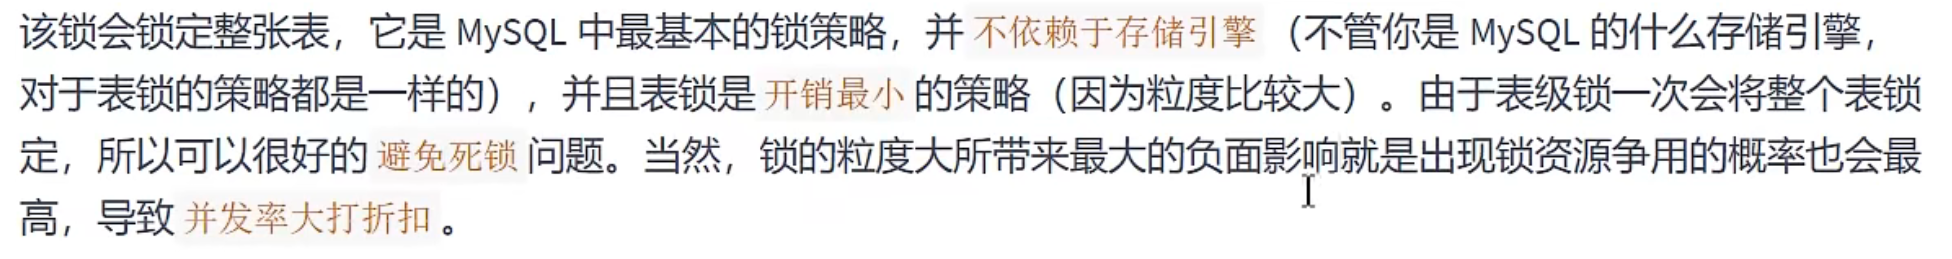 该锁会锁定整张表，它是 MySQL 中最基本的锁策略，并 不依赖于存储引擎 （不管你是 MySQL 的什么存储引擎，
对于表锁的策略都是一样的），并且表锁是 开销最小 的策略（因为粒度比较大）。由于表级锁一次会将整个表锁
定，所以可以很好的 避免死锁 问题。当然，锁的粒度大所带来最大的负面影响就是出现锁资源争用的概率也会最
高，导致 并发率大打折扣 。